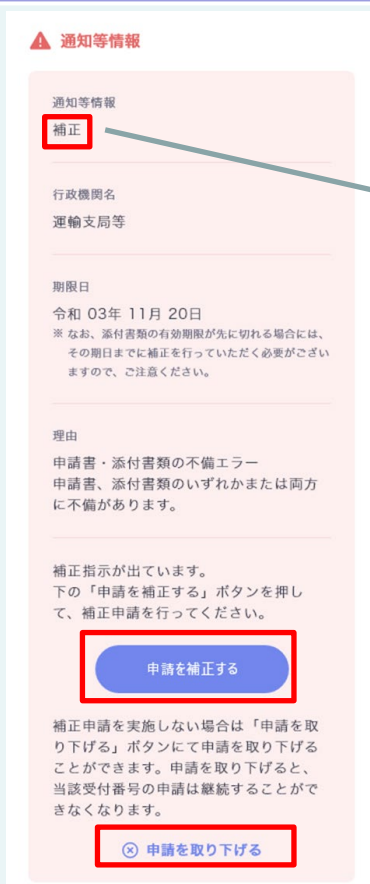 通知等情報
通知等情報
補正
行政機関名
運輸支局等
期限日
令和 03年 11月 20日
※ なお、添付書類の有効期限が先に切れる場合には、
その期日までに補正を行っていただく必要がござい
ますので、ご注意ください。
理由
申請書・添付書類の不備エラー
申請書、添付書類のいずれかまたは両方
に不備があります。
補正指示が出ています。
下の「申請を補正する」ボタンを押し
て、補正申請を行ってください。
申請を補正する
補正申請を実施しない場合は「申請を取
り下げる」ボタンにて申請を取り下げる
ことができます。申請を取り下げると、
当該受付番号の申請は継続することがで
きなくなります。
申請を取り下げる